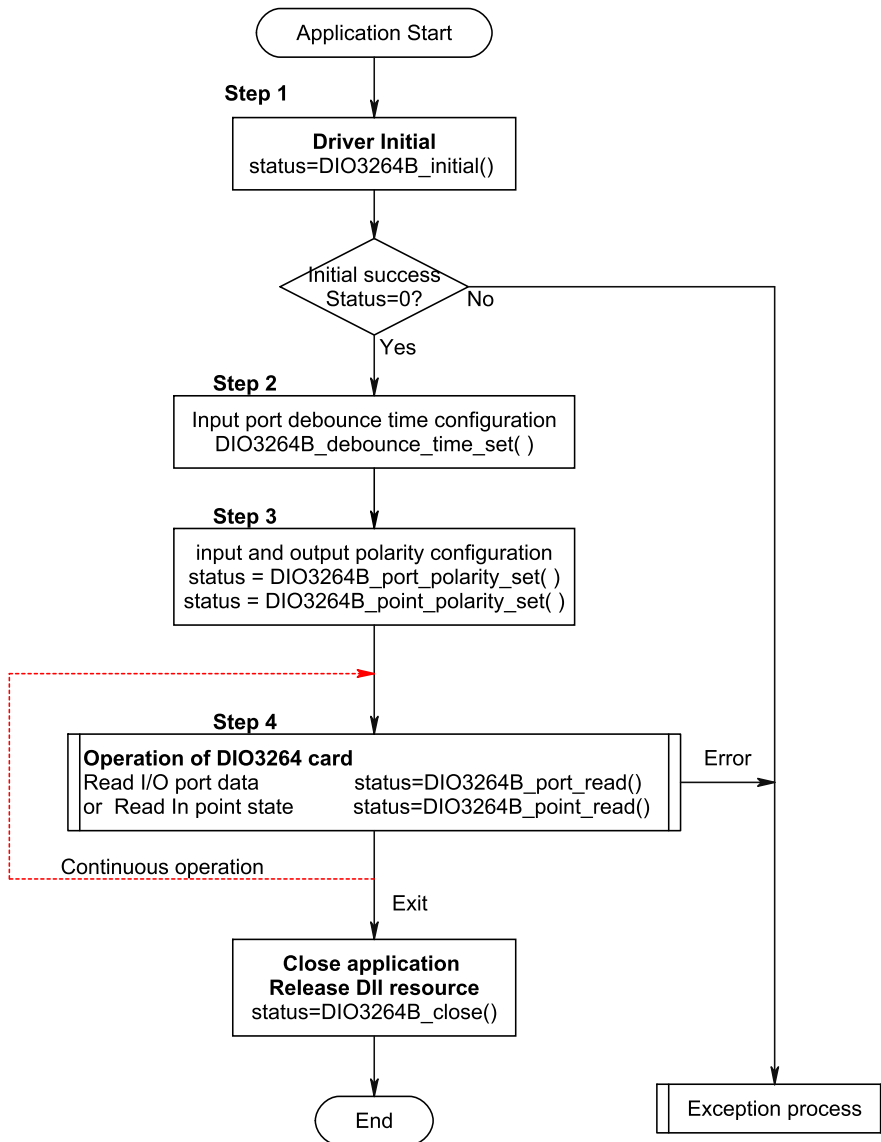 Application Start
Step 1
Driver Initial
status=DIO3264B_initial()
Initial success
Status=0?
No
Yes
Step 2
Input port debounce time configuration
DIO3264B_debounce_time_set( )
Step 3
input and output polarity configuration
status = DIO3264B_port_polarity_set( )
status = DIO3264B_point_polarity_set( )
Step 4
Operation of DIO3264 card
Read I/O port data status=DIO3264B_port_read()
or Read In point state status=DIO3264B_point_read()
Error
Continuous operation
Exit
Close application
Release Dll resource
status=DIO3264B_close()
End
Exception process